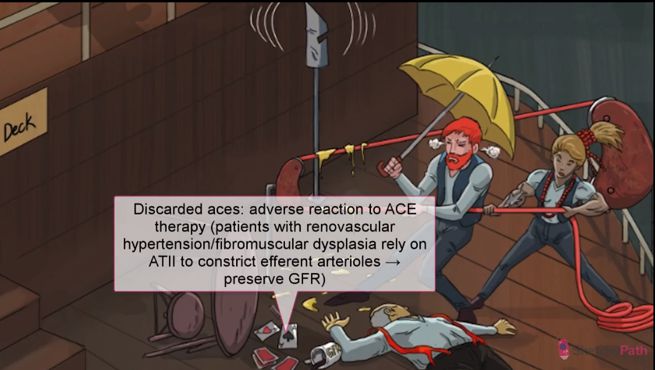 Deck
Discarded aces: adverse reaction to ACE
therapy (patients with renovascular
hypertension/fibromuscular dysplasia rely on
ATII to constrict efferent arterioles →
preserve GFR)
Path